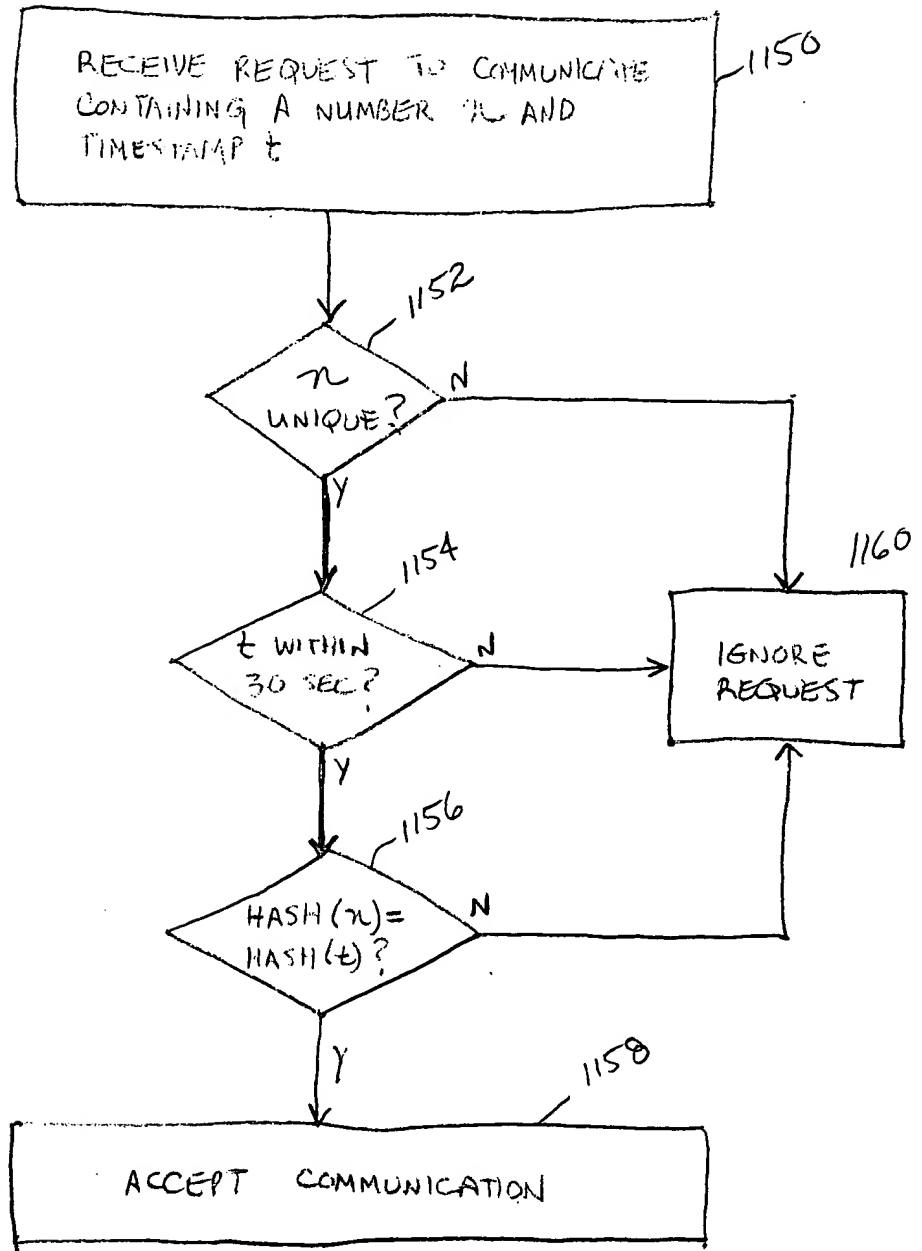 RECEIVE REQUEST TO COMMUNICATE
CONTAINING A NUMBER n AND
TIMESTAMP t
1150
1152
n
UNIQUE?
N
Y
1154
t WITHIN
30 SEC?
N
Y
1160
IGNORE
REQUEST
1156
HASH(n)=
HASH(t)?
N
Y
1158
ACCEPT COMMUNICATION